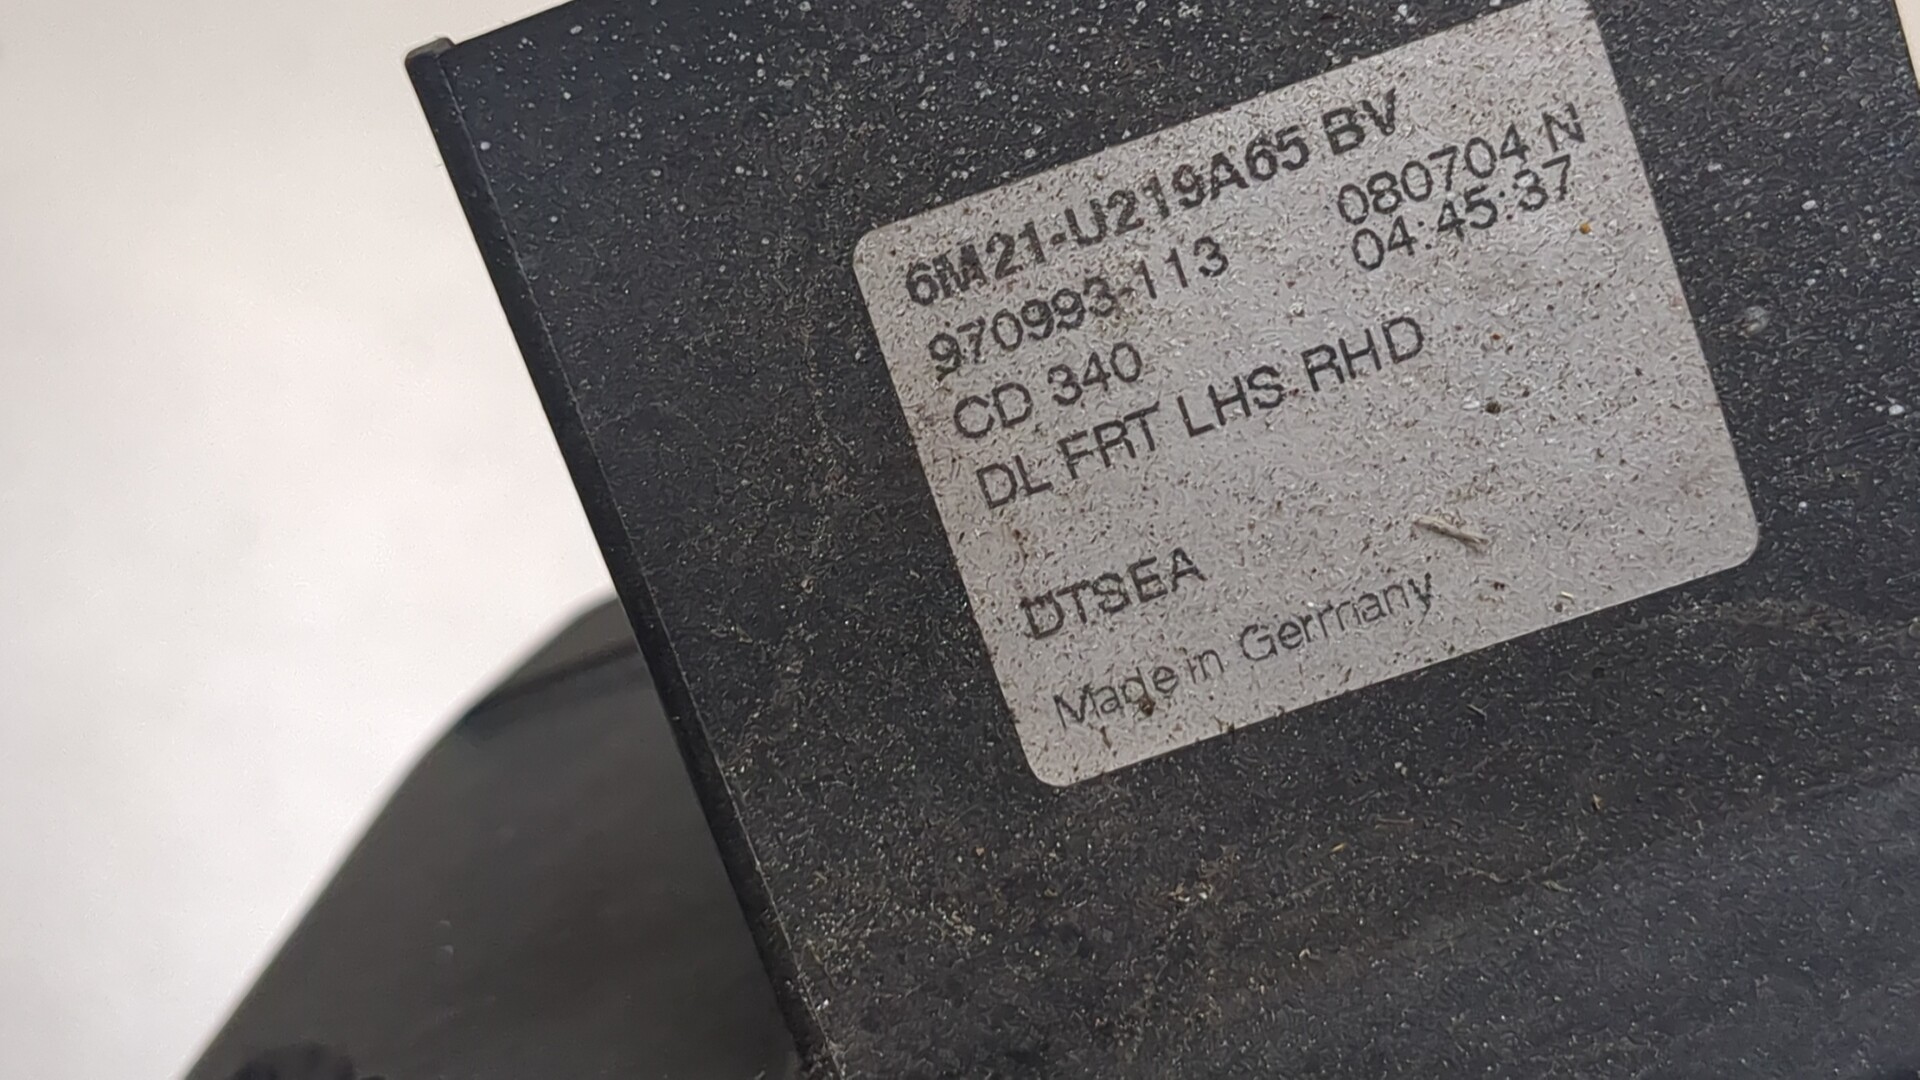 6M21-U219A65 BV
970993-113 080704 N
04:45:37
CD 340
DL FRT LHS RHD
DTSEA
Made in Germany